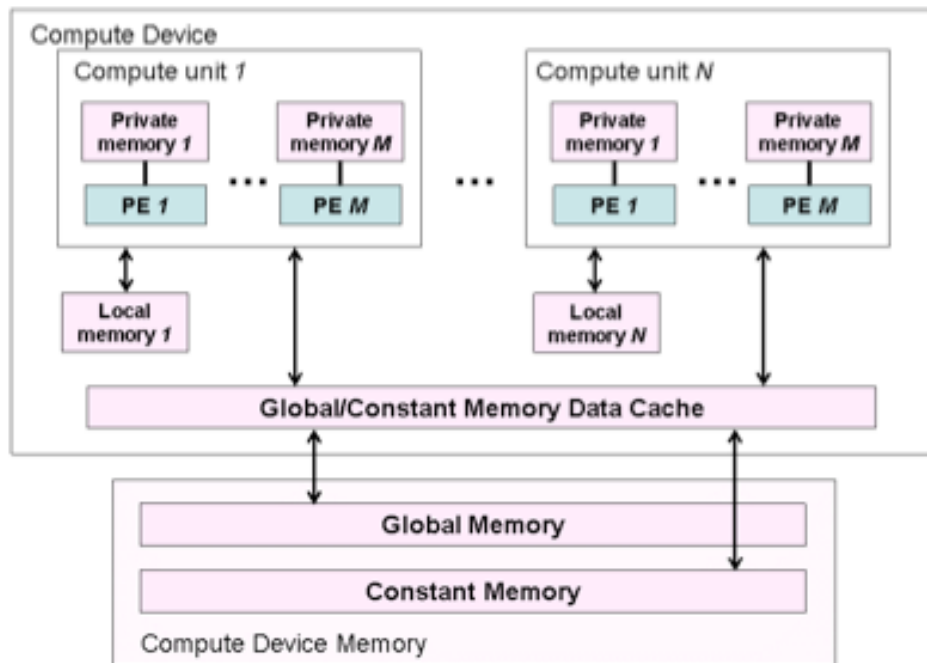 Compute Device
Compute unit 1
Compute unit N
Private
memory 1
Private
memory M
Private
memory 1
Private
memory M
...
...
...
PE 1
PE M
PE 1
PE M
Local
memory 1
Local
memory N
Global/Constant Memory Data Cache
Global Memory
Constant Memory
Compute Device Memory